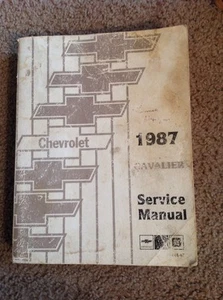 Chevrolet
1987
CAVALIER
Service
Manual